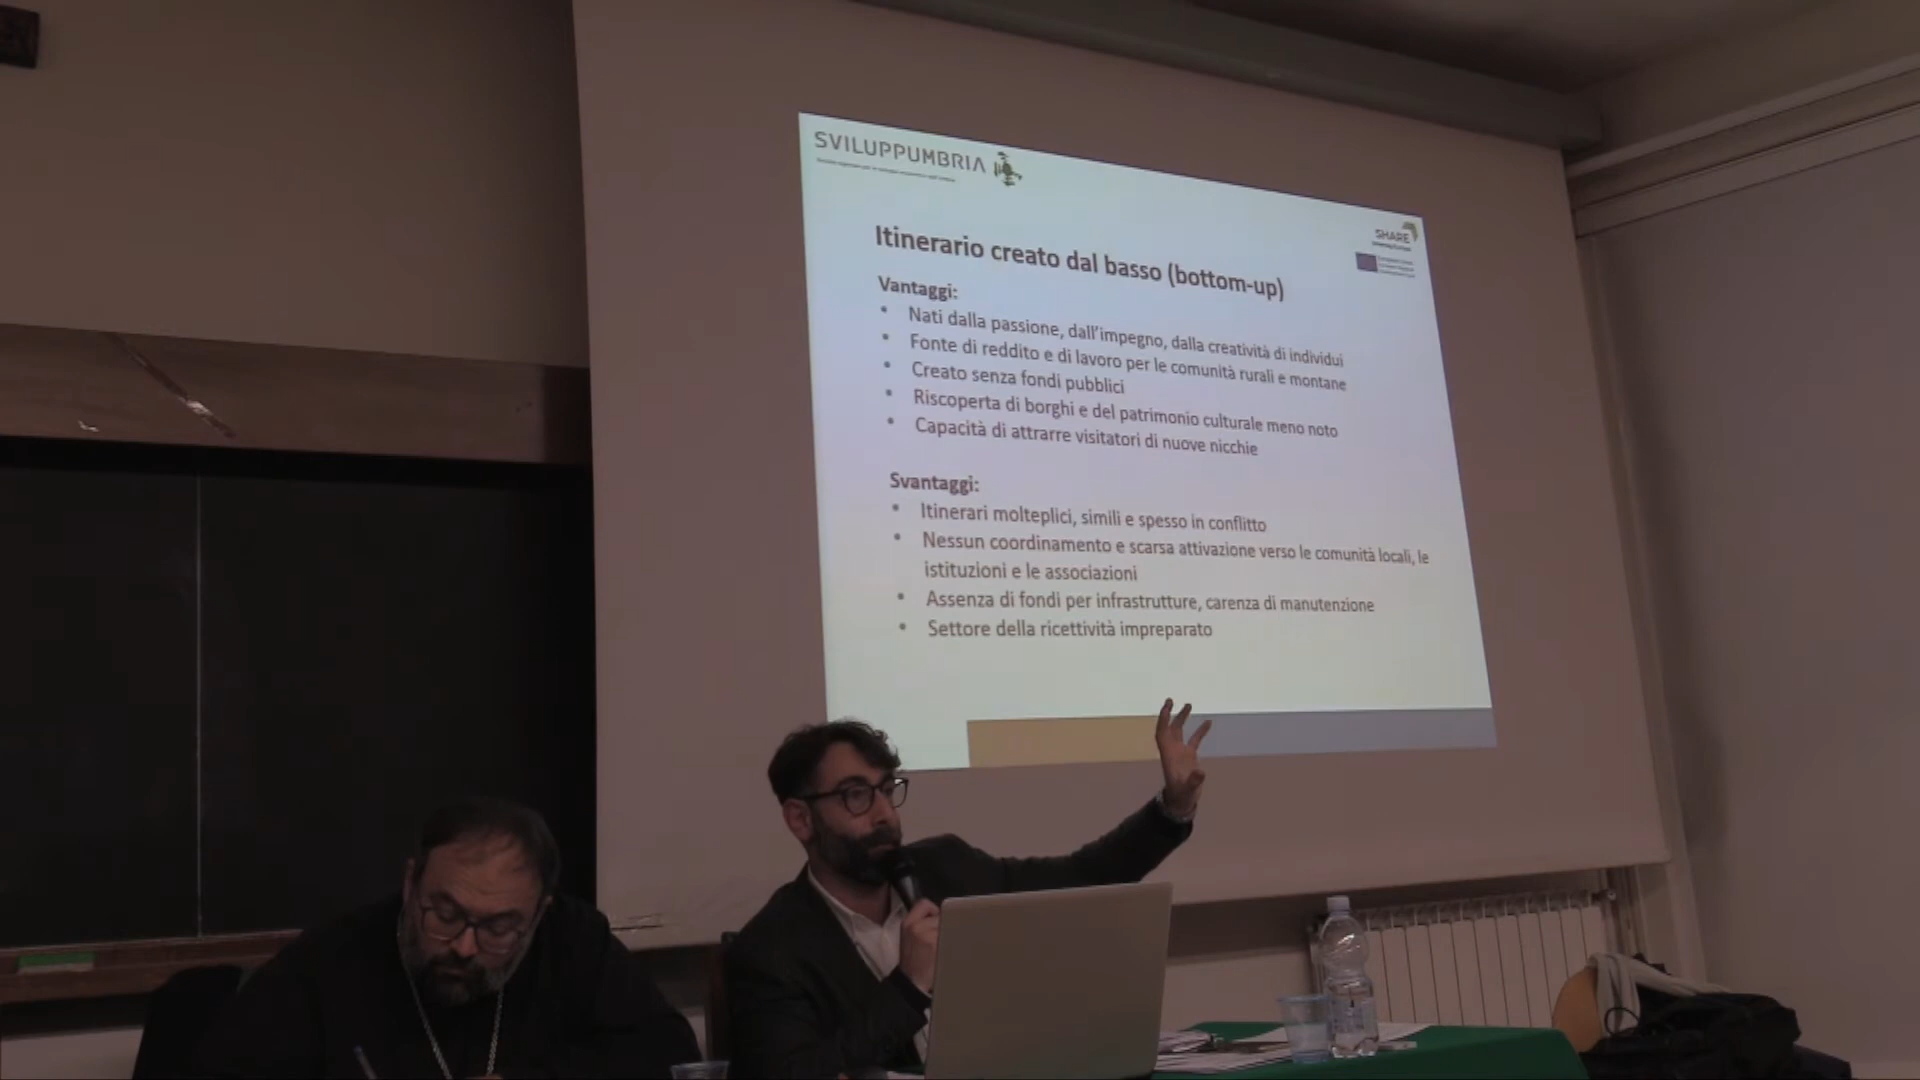 SVILUPPUMBRIA
SHARE
Itinerario creato dal basso (bottom-up)
Vantaggi:
• Nati dalla passione, dall'impegno, dalla creatività di individui
• Fonte di reddito e di lavoro per le comunità rurali e montane
• Creato senza fondi pubblici
• Riscoperta di borghi e del patrimonio culturale meno noto
• Capacità di attrarre visitatori di nuove nicchie
Svantaggi:
• Itinerari molteplici, simili e spesso in conflitto
• Nessun coordinamento e scarsa attivazione verso le comunità locali, le
istituzioni e le associazioni
• Assenza di fondi per infrastrutture, carenza di manutenzione
• Settore della ricettività impreparato